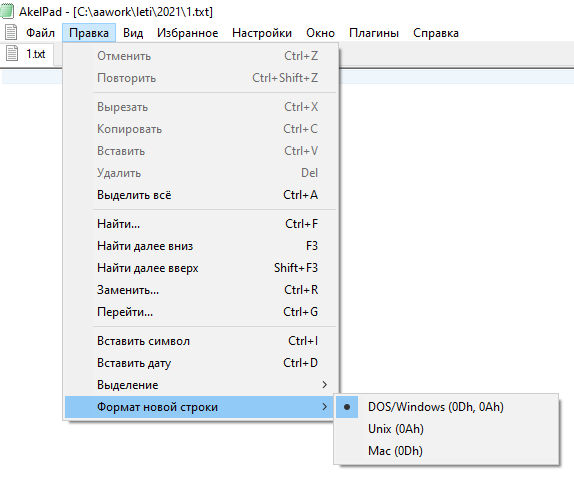 AkelPad - [C:\aawork\leti\2021\1.txt]
Файл Правка Вид Избранное Настройки Окно Плагины Справка
1.txt
Отменить Ctrl+Z
Повторить Ctrl+Shift+Z
Вырезать Ctrl+X
Копировать Ctrl+C
Вставить Ctrl+V
Удалить Del
Выделить всё Ctrl+A
Найти... Ctrl+F
Найти далее вниз F3
Найти далее вверх Shift+F3
Заменить... Ctrl+R
Перейти... Ctrl+G
Вставить символ Ctrl+I
Вставить дату Ctrl+D
Выделение
Формат новой строки
DOS/Windows (0Dh, 0Ah)
Unix (0Ah)
Mac (0Dh)